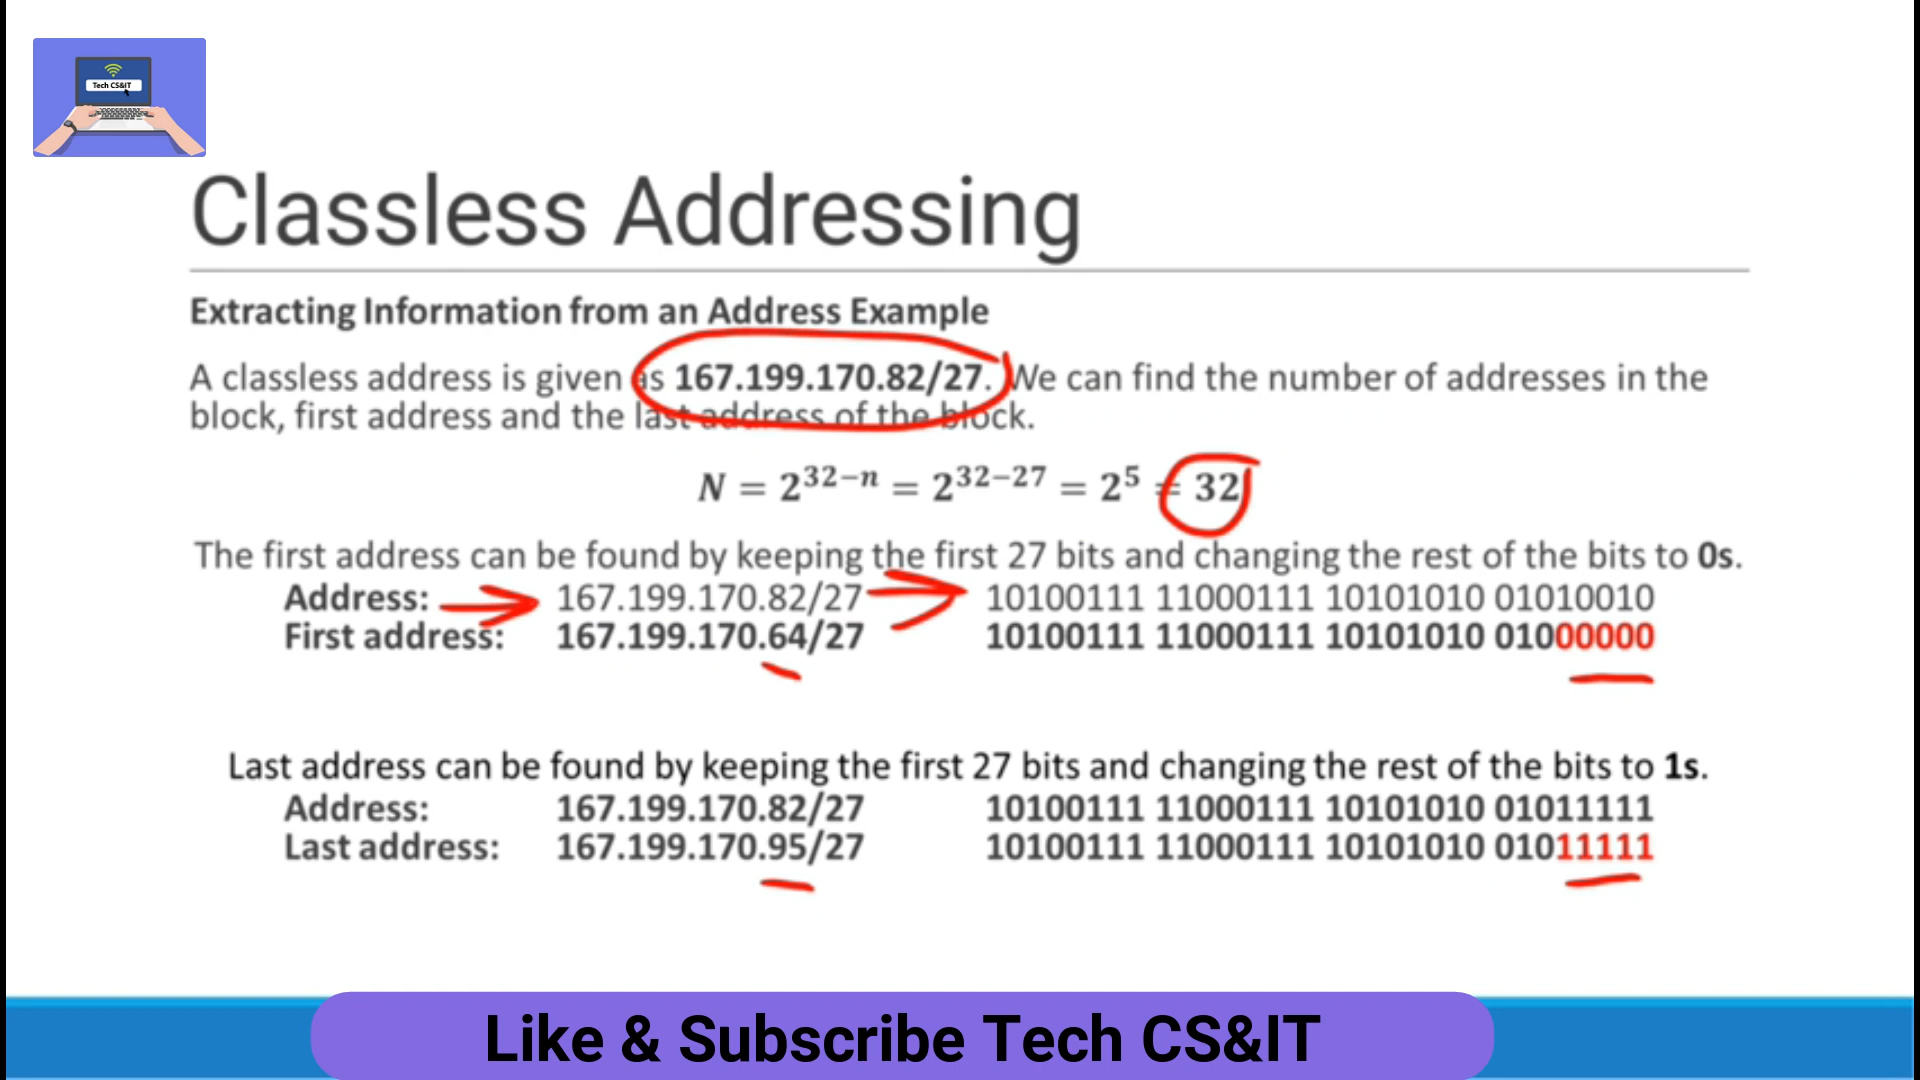 Tech CS&IT
Classless Addressing
Extracting Information from an Address Example
A classless address is given as 167.199.170.82/27. We can find the number of addresses in the
block, first address and the last address of the block.
N = 2^{32−n} = 2^{32−27} = 2^5 = 32
The first address can be found by keeping the first 27 bits and changing the rest of the bits to 0s.
Address: 167.199.170.82/27 10100111 11000111 10101010 01010010
First address: 167.199.170.64/27 10100111 11000111 10101010 01000000
Last address can be found by keeping the first 27 bits and changing the rest of the bits to 1s.
Address: 167.199.170.82/27 10100111 11000111 10101010 01011111
Last address: 167.199.170.95/27 10100111 11000111 10101010 01011111
Like & Subscribe Tech CS&IT